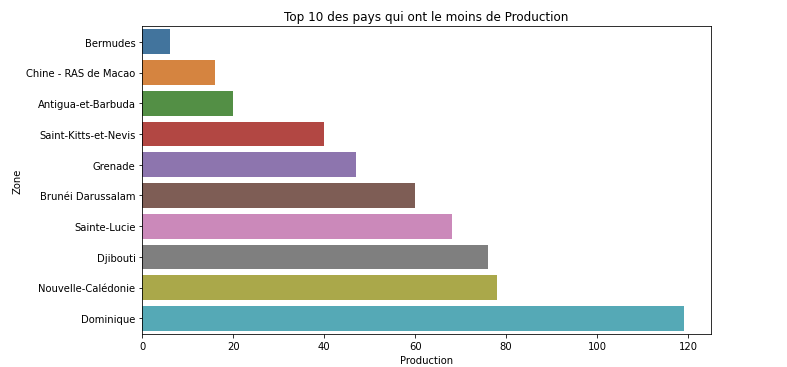 Top 10 des pays qui ont le moins de Production
Zone
Bermudes
Chine - RAS de Macao
Antigua-et-Barbuda
Saint-Kitts-et-Nevis
Grenade
Brunéi Darussalam
Sainte-Lucie
Djibouti
Nouvelle-Calédonie
Dominique
0 20 40 60 80 100 120
Production